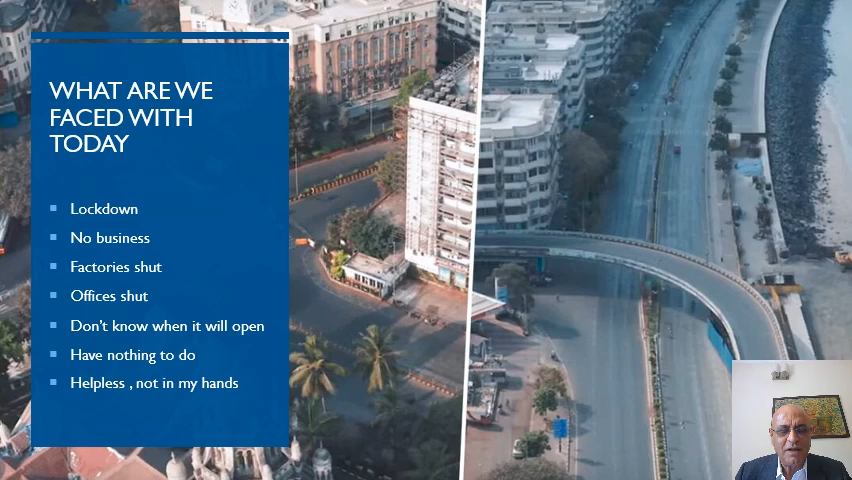 WHAT ARE WE
FACED WITH
TODAY
Lockdown
No business
Factories shut
Offices shut
Don't know when it will open
Have nothing to do
Helpless , not in my hands